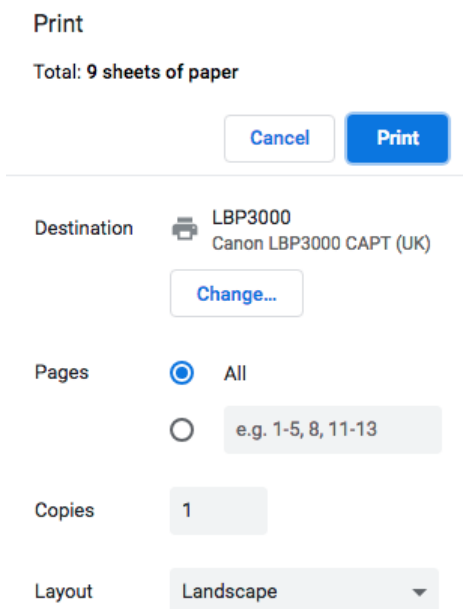 Print
Total: 9 sheets of paper
Cancel Print
Destination LBP3000
Canon LBP3000 CAPT (UK)
Change...
Pages All
e.g. 1-5, 8, 11-13
Copies 1
Layout Landscape